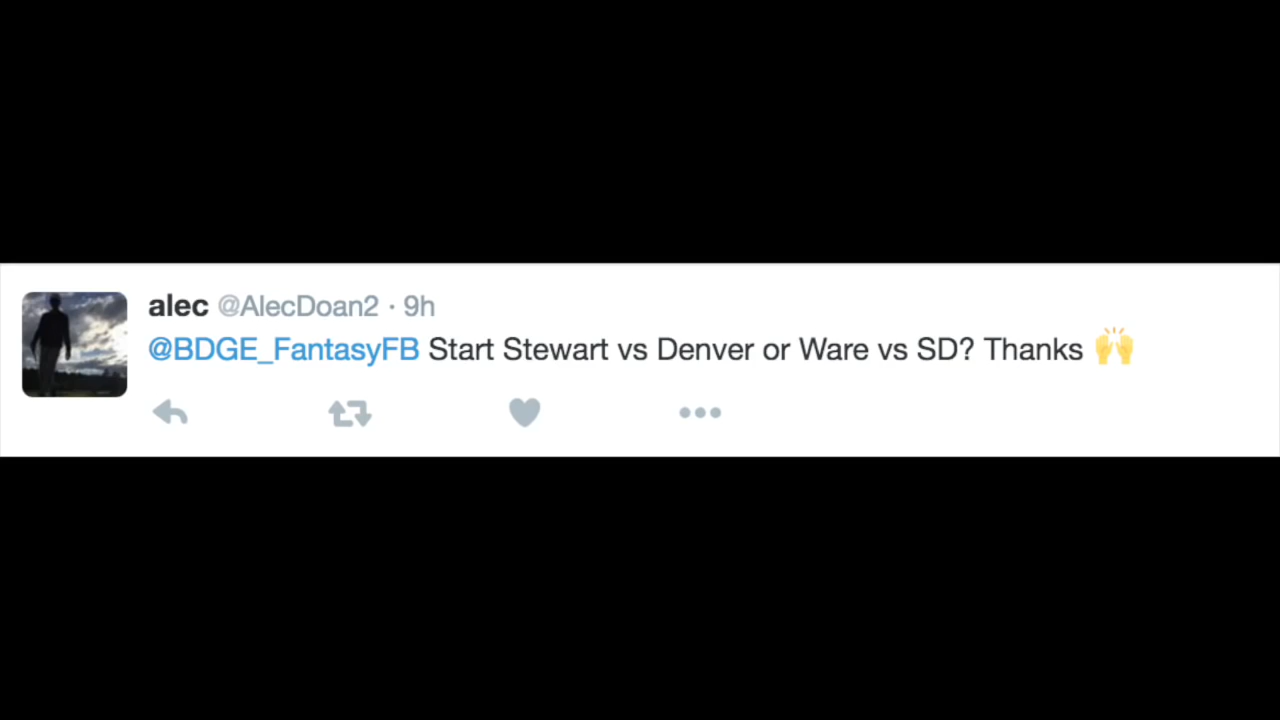 alec @AlecDoan2 · 9h
@BDGE_FantasyFB Start Stewart vs Denver or Ware vs SD? Thanks 🙌